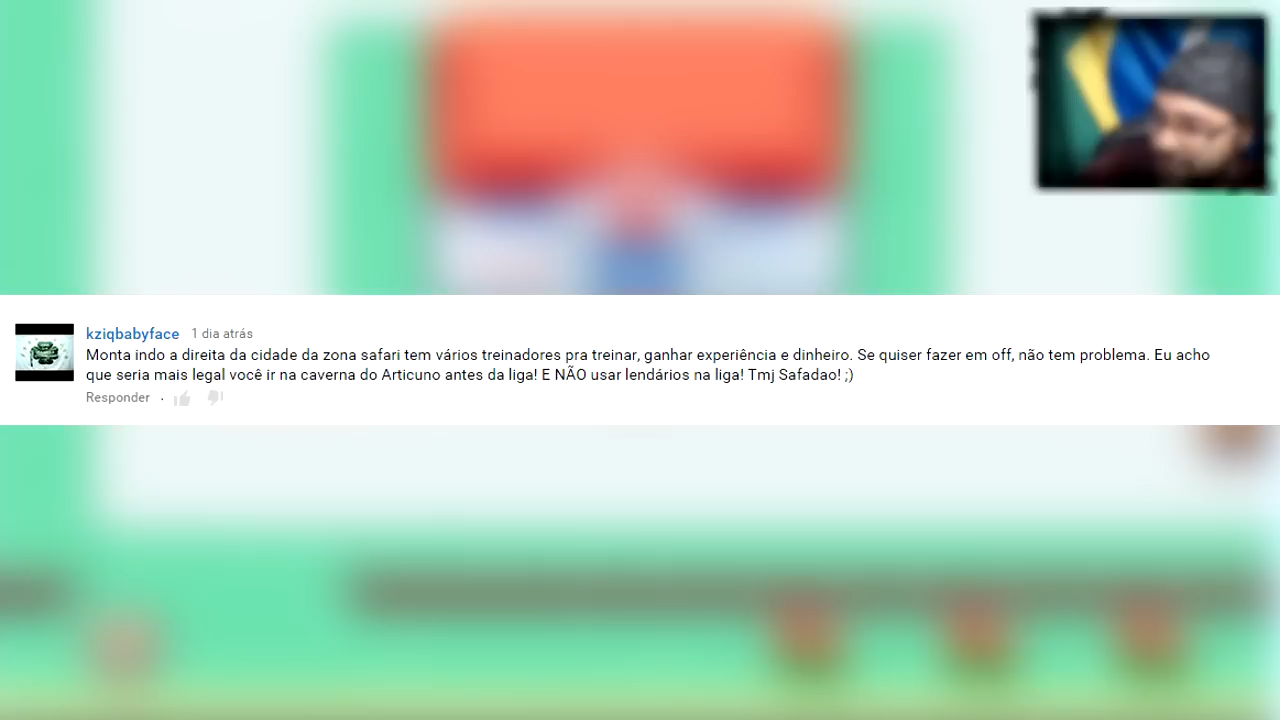 kziqbabyface 1 dia atrás
Monta indo a direita da cidade da zona safari tem vários treinadores pra treinar, ganhar experiência e dinheiro. Se quiser fazer em off, não tem problema. Eu acho
que seria mais legal você ir na caverna do Articuno antes da liga! E NÃO usar lendários na liga! Tmj Safadao! ;)
Responder ·